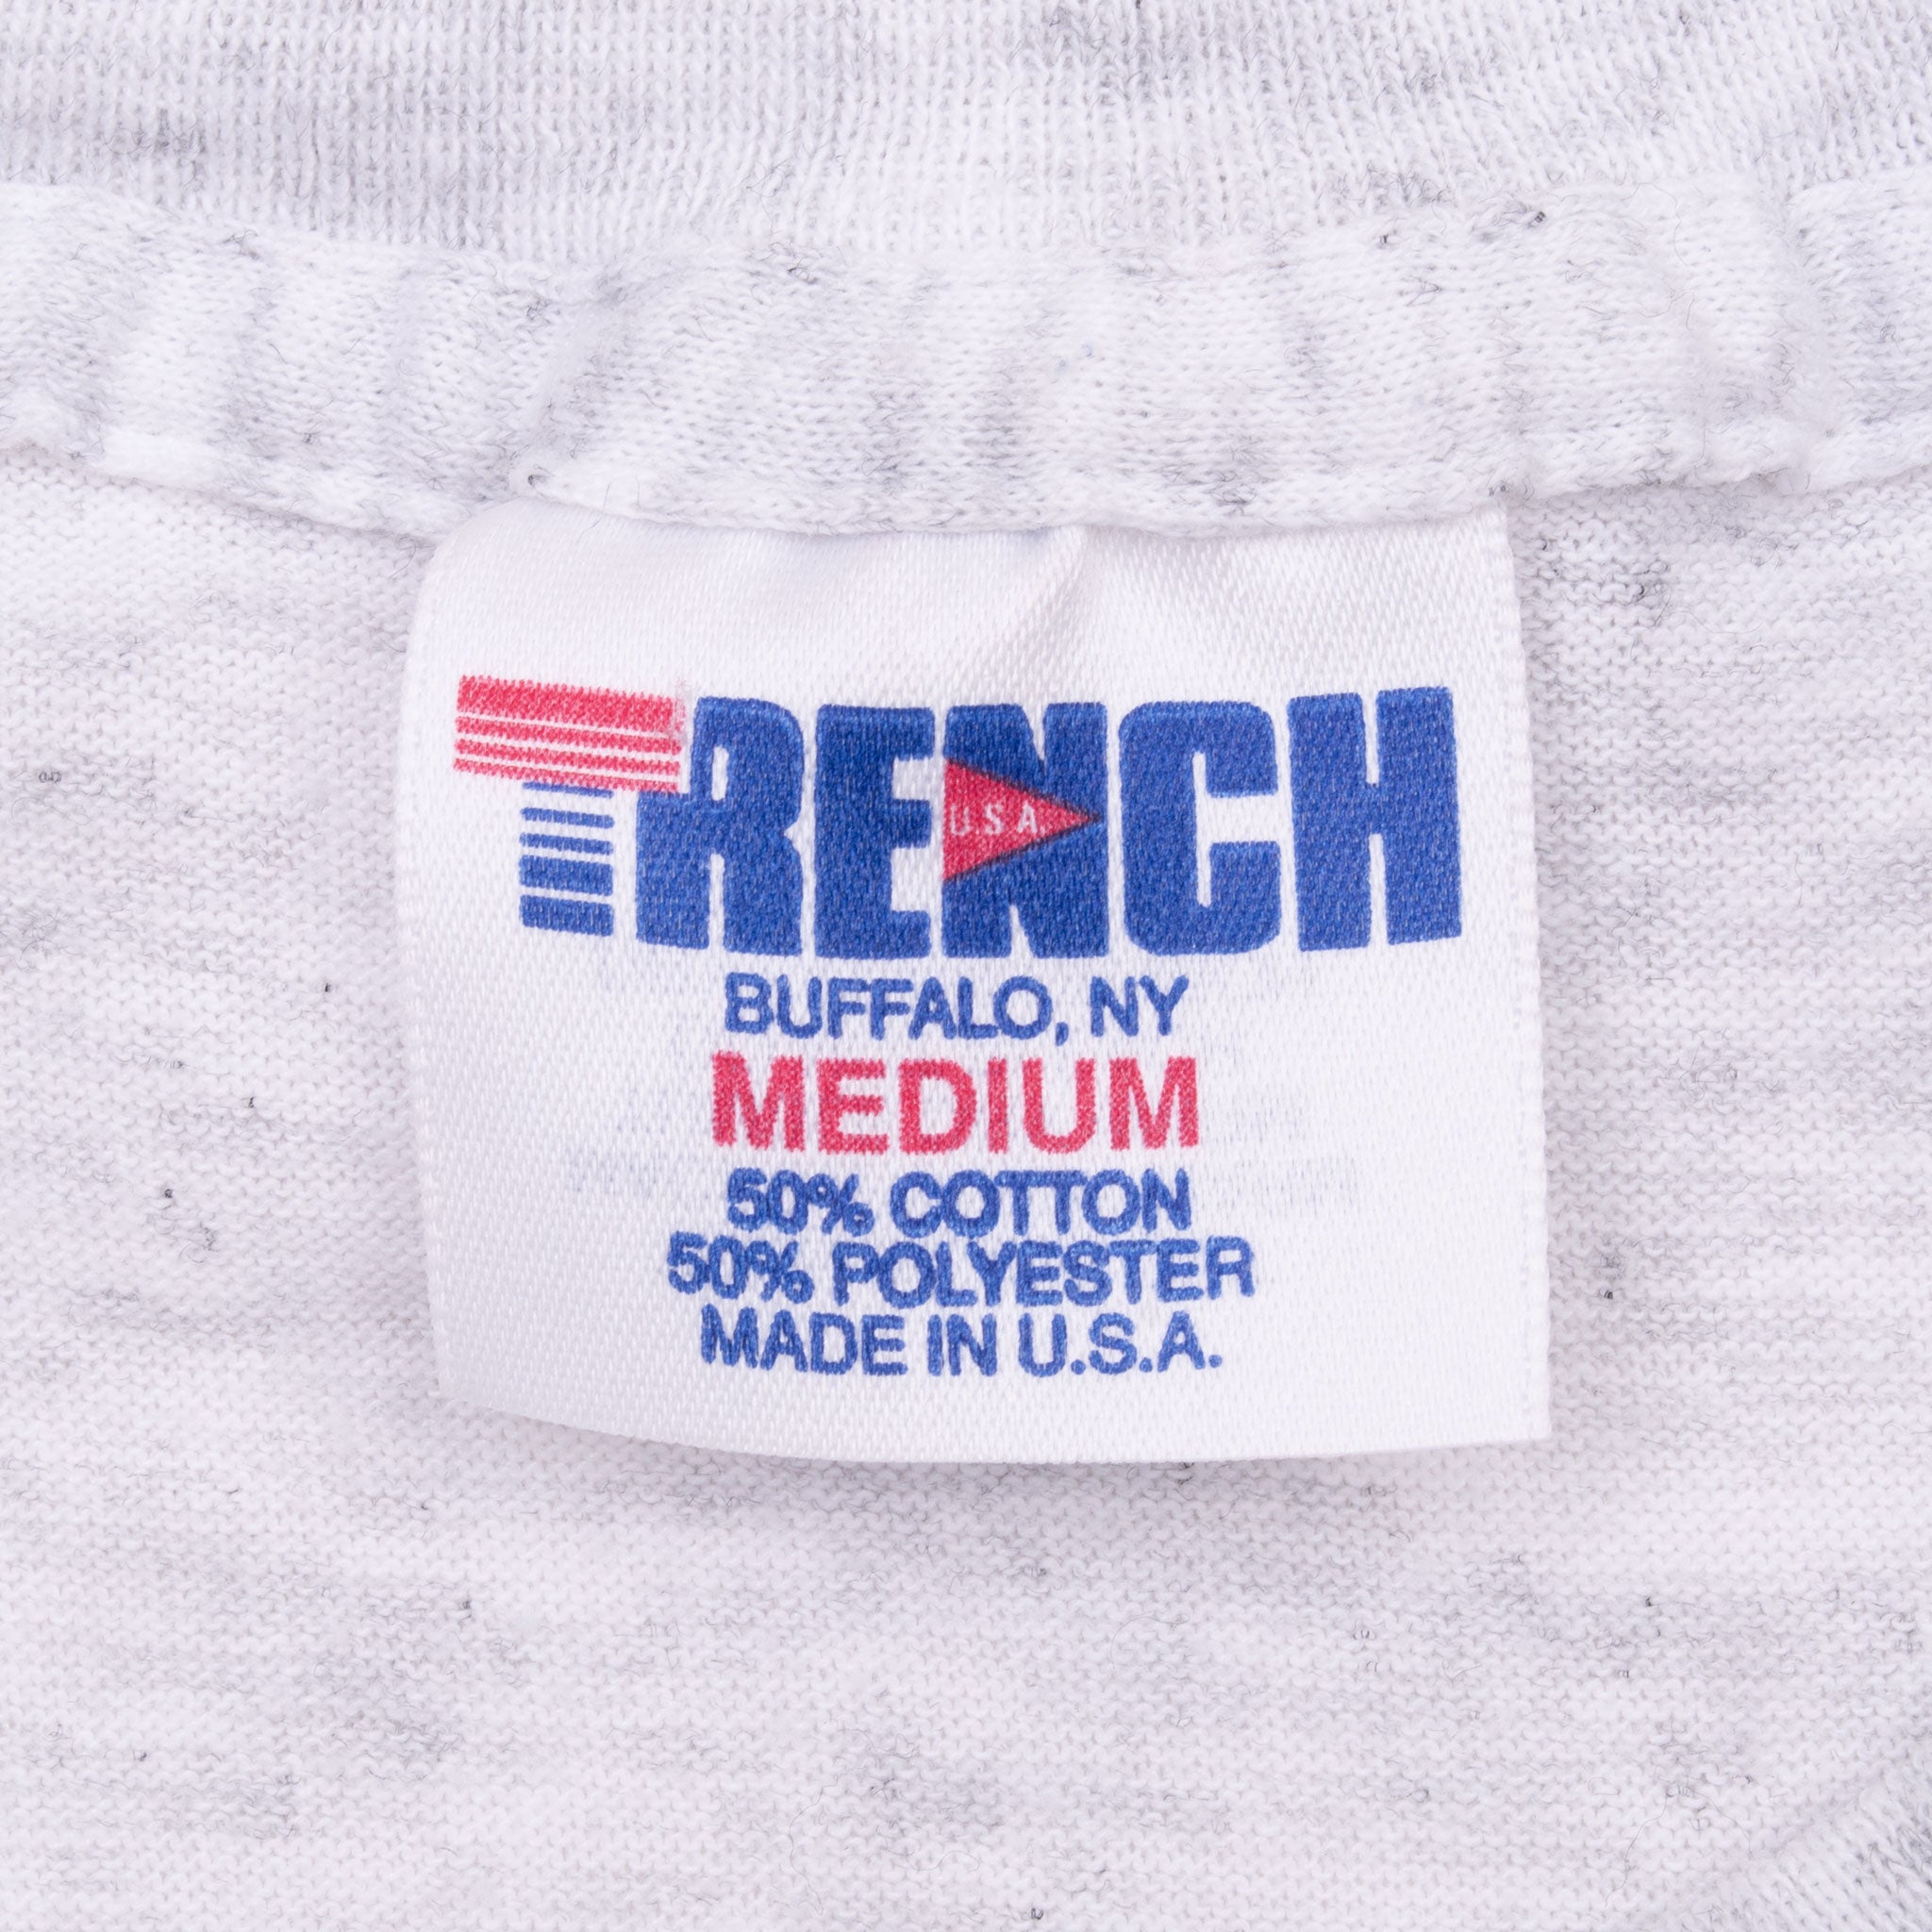 TRENCH
U.S.A
BUFFALO, NY
MEDIUM
50% COTTON
50% POLYESTER
MADE IN U.S.A.